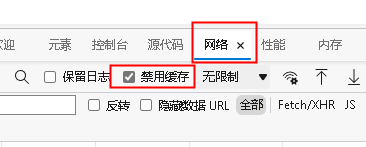 欢迎 元素 控制台 源代码 网络 × 性能 内存
保留日志 禁用缓存 无限制
反转 隐藏数据 URL 全部 Fetch/XHR JS